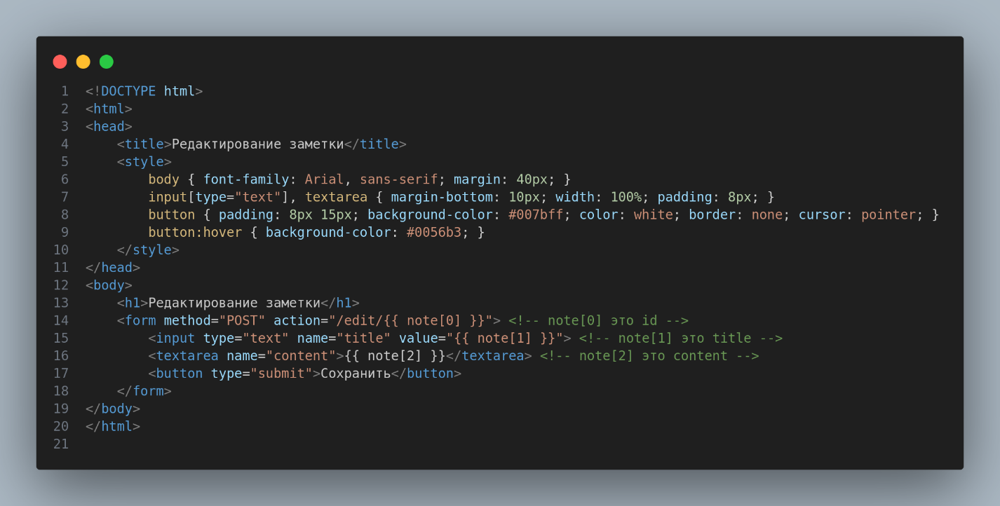 1 <!DOCTYPE html>
2 <html>
3 <head>
4     <title>Редактирование заметки</title>
5     <style>
6         body { font-family: Arial, sans-serif; margin: 40px; }
7         input[type="text"], textarea { margin-bottom: 10px; width: 100%; padding: 8px; }
8         button { padding: 8px 15px; background-color: #007bff; color: white; border: none; cursor: pointer; }
9         button:hover { background-color: #0056b3; }
10     </style>
11 </head>
12 <body>
13     <h1>Редактирование заметки</h1>
14     <form method="POST" action="/edit/{{ note[0] }}"> <!-- note[0] это id -->
15         <input type="text" name="title" value="{{ note[1] }}"> <!-- note[1] это title -->
16         <textarea name="content">{{ note[2] }}</textarea> <!-- note[2] это content -->
17         <button type="submit">Сохранить</button>
18     </form>
19 </body>
20 </html>
21